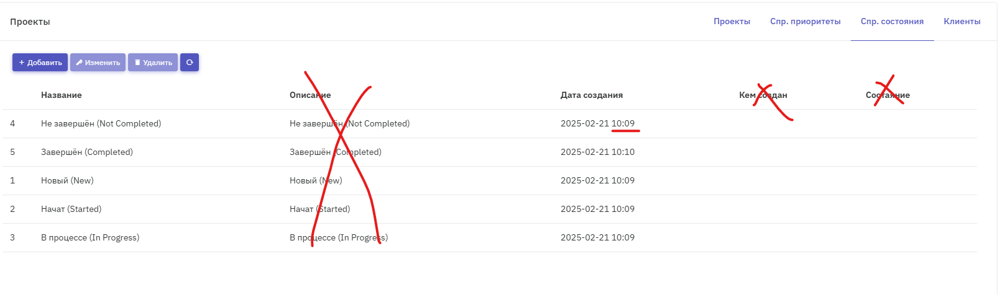 Проекты Проекты Спр. приоритеты Спр. состояния Клиенты
+ Добавить Изменить Удалить
Название Описание Дата создания Кем создан Состаяние
4 Не завершён (Not Completed) Не завершён (Not Completed) 2025-02-21 10:09
5 Завершён (Completed) Завершён (Completed) 2025-02-21 10:10
1 Новый (New) Новый (New) 2025-02-21 10:09
2 Начат (Started) Начат (Started) 2025-02-21 10:09
3 В процессе (In Progress) В процессе (In Progress) 2025-02-21 10:09